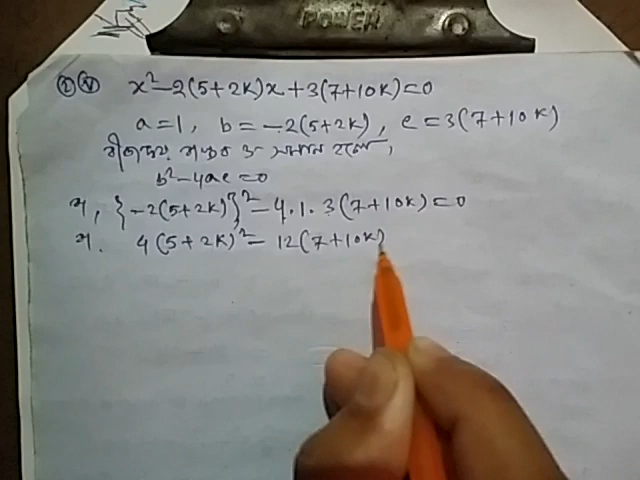 POWER
② ⓥ x² - 2(5+2k)x + 3(7+10k) = 0
a = 1, b = -2(5+2k), c = 3(7+10k)
বীজদ্বয় বাস্তব ও সমান হলে,
b² - 4ac = 0
বা, {-2(5+2k)}² - 4.1.3(7+10k) = 0
বা. 4(5+2k)² - 12(7+10k)